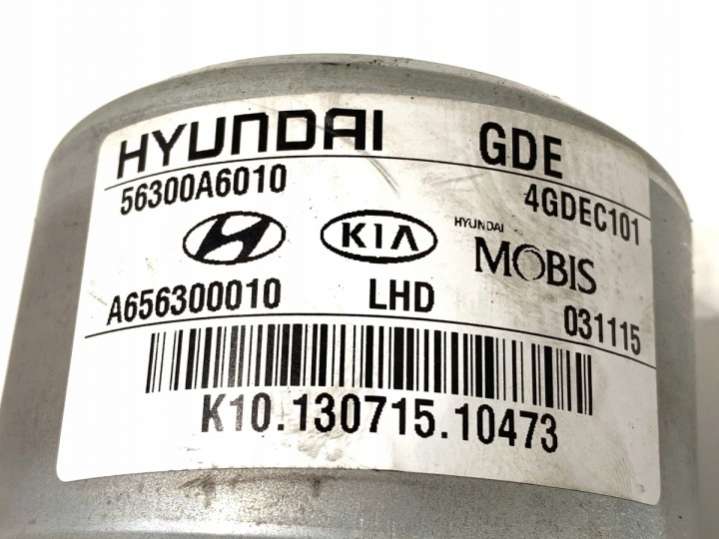 HYUNDAI GDE
56300A6010 4GDEC101
KIA HYUNDAI
MOBIS
A656300010 LHD 031115
K10.130715.10473